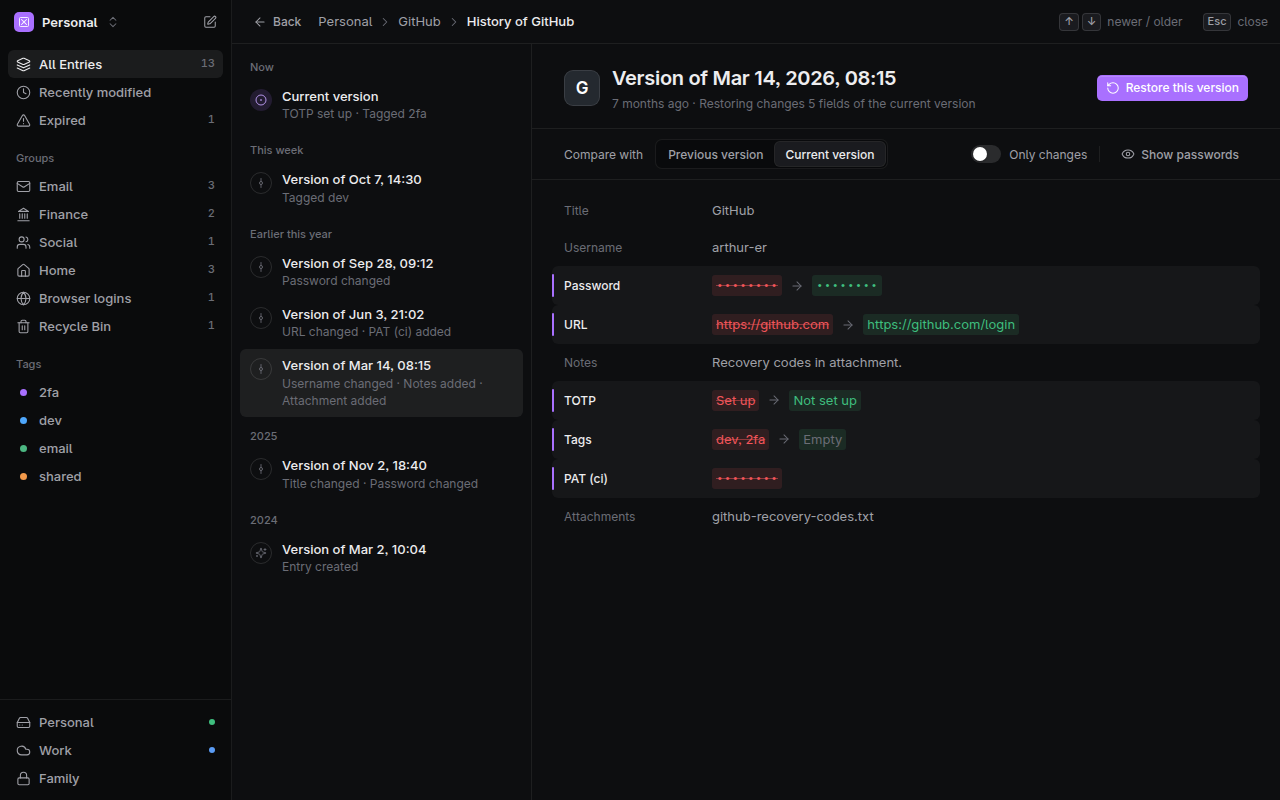 Personal
All Entries 13
Recently modified
Expired 1
Groups
Email 3
Finance 2
Social 1
Home 3
Browser logins 1
Recycle Bin 1
Tags
2fa
dev
email
shared
Personal
Work
Family
Back Personal GitHub History of GitHub
newer / older Esc close
Now
Current version
TOTP set up · Tagged 2fa
This week
Version of Oct 7, 14:30
Tagged dev
Earlier this year
Version of Sep 28, 09:12
Password changed
Version of Jun 3, 21:02
URL changed · PAT (ci) added
Version of Mar 14, 08:15
Username changed · Notes added ·
Attachment added
2025
Version of Nov 2, 18:40
Title changed · Password changed
2024
Version of Mar 2, 10:04
Entry created
G
Version of Mar 14, 2026, 08:15
7 months ago · Restoring changes 5 fields of the current version
Restore this version
Compare with Previous version Current version Only changes Show passwords
Title GitHub
Username arthur-er
Password •••••••• → ••••••••
URL https://github.com → https://github.com/login
Notes Recovery codes in attachment.
TOTP Set up → Not set up
Tags dev, 2fa → Empty
PAT (ci) ••••••••
Attachments github-recovery-codes.txt